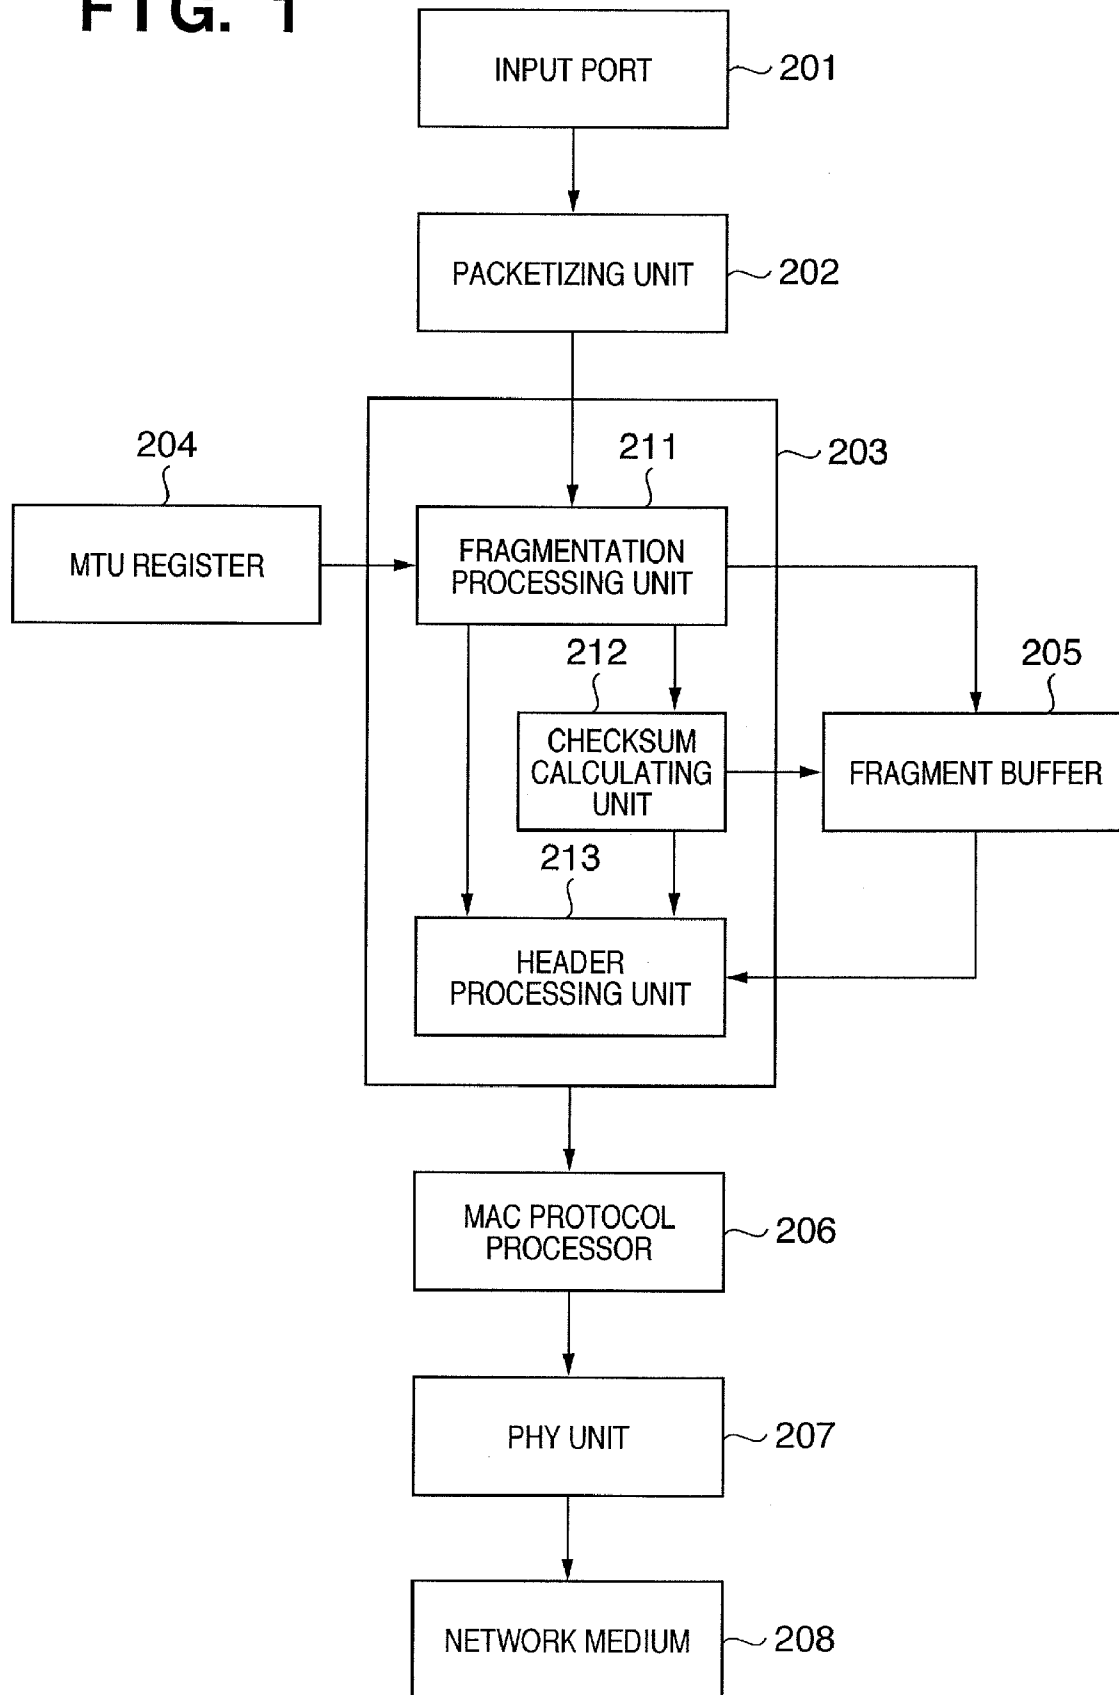 FIG. 1
INPUT PORT
201
PACKETIZING UNIT
202
203
204
MTU REGISTER
211
FRAGMENTATION
PROCESSING UNIT
212
CHECKSUM
CALCULATING
UNIT
205
FRAGMENT BUFFER
213
HEADER
PROCESSING UNIT
MAC PROTOCOL
PROCESSOR
206
PHY UNIT
207
NETWORK MEDIUM
208